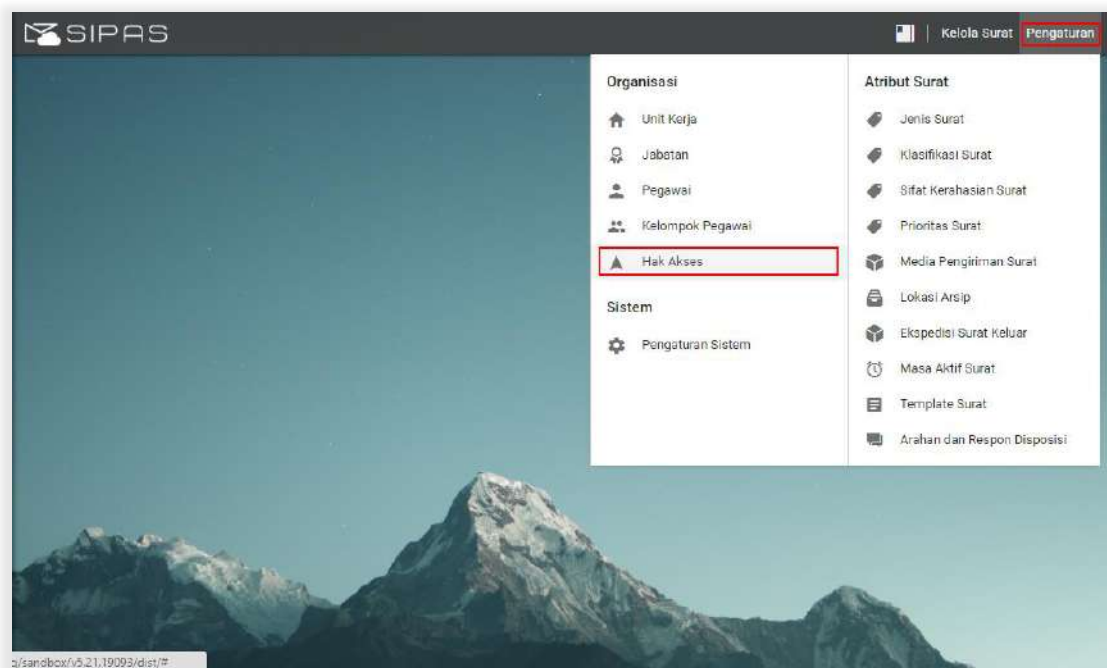 SIPAS
Kelola Surat
Pengaturan
Organisasi
Unit Kerja
Jabatan
Pegawai
Kelompok Pegawai
Hak Akses
Sistem
Pengaturan Sistem
Atribut Surat
Jenis Surat
Klasifikasi Surat
Sifat Kerahasian Surat
Prioritas Surat
Media Pengiriman Surat
Lokasi Arsip
Ekspedisi Surat Keluar
Masa Aktif Surat
Template Surat
Arahan dan Respon Disposisi
g/sandbox/v5.21.19093/dist/#